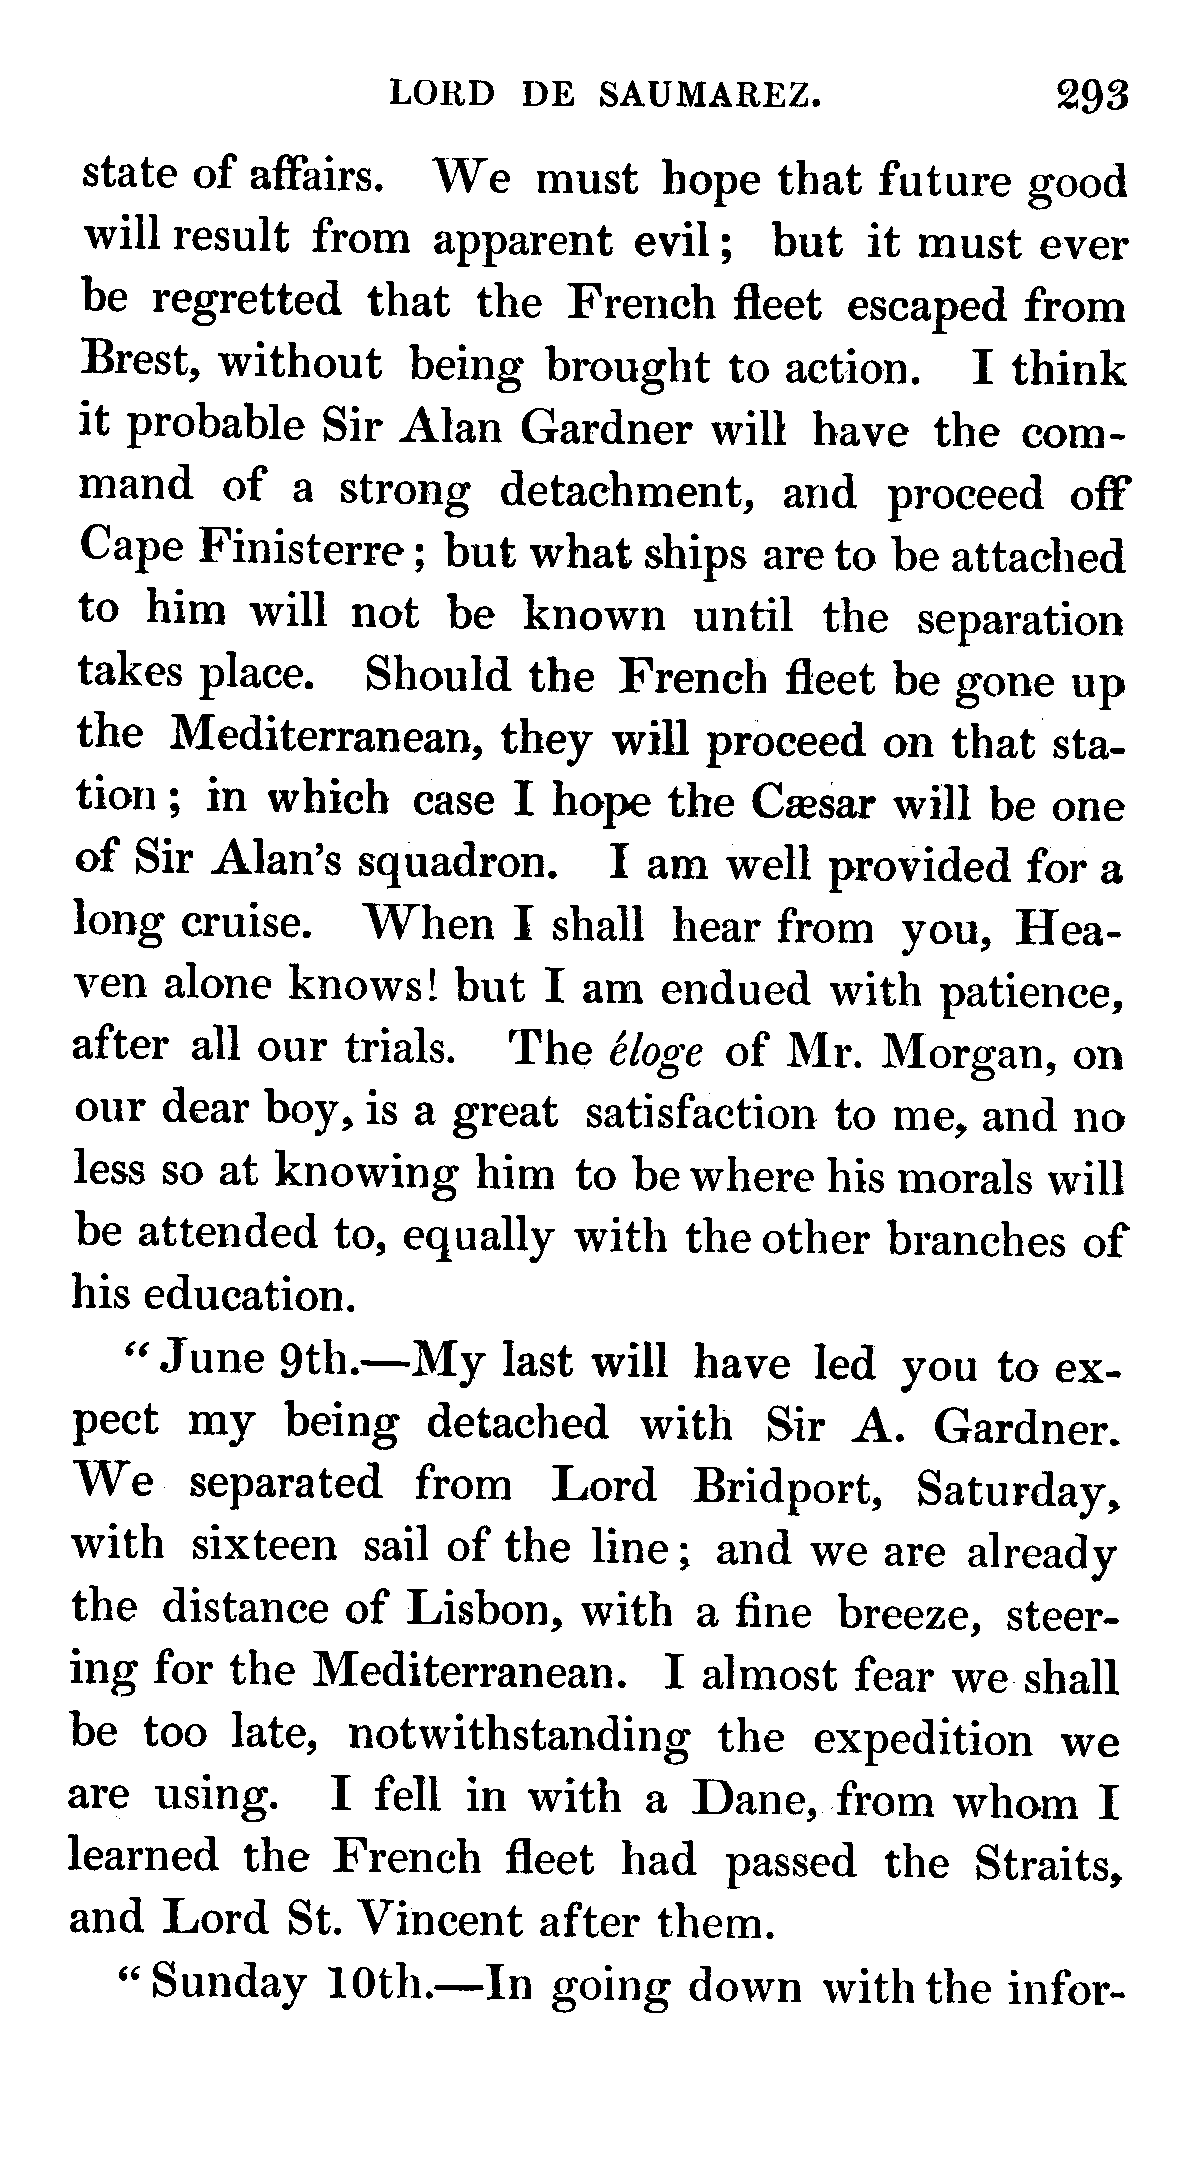 LORD DE SAUMAREZ. 293
state of affairs. We must hope that future good
will result from apparent evil; but it must ever
be regretted that the French fleet escaped from
Brest, without being brought to action. I think
it probable Sir Alan Gardner will have the com-
mand of a strong detachment, and proceed off
Cape Finisterre; but what ships are to be attached
to him will not be known until the separation
takes place. Should the French fleet be gone up
the Mediterranean, they will proceed on that sta-
tion; in which case I hope the Cæsar will be one
of Sir Alan's squadron. I am well provided for a
long cruise. When I shall hear from you, Hea-
ven alone knows! but I am endued with patience,
after all our trials. The éloge of Mr. Morgan, on
our dear boy, is a great satisfaction to me, and no
less so at knowing him to be where his morals will
be attended to, equally with the other branches of
his education.
"June 9th.—My last will have led you to ex-
pect my being detached with Sir A. Gardner.
We separated from Lord Bridport, Saturday,
with sixteen sail of the line; and we are already
the distance of Lisbon, with a fine breeze, steer-
ing for the Mediterranean. I almost fear we shall
be too late, notwithstanding the expedition we
are using. I fell in with a Dane, from whom I
learned the French fleet had passed the Straits,
and Lord St. Vincent after them.
"Sunday 10th.—In going down with the infor-